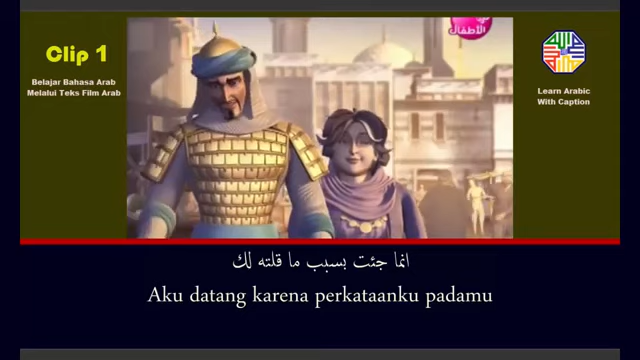 Clip 1
Belajar Bahasa Arab
Melalui Teks Film Arab
الأطفال
Learn Arabic
With Caption
انما جئت بسبب ما قلته لك
Aku datang karena perkataanku padamu